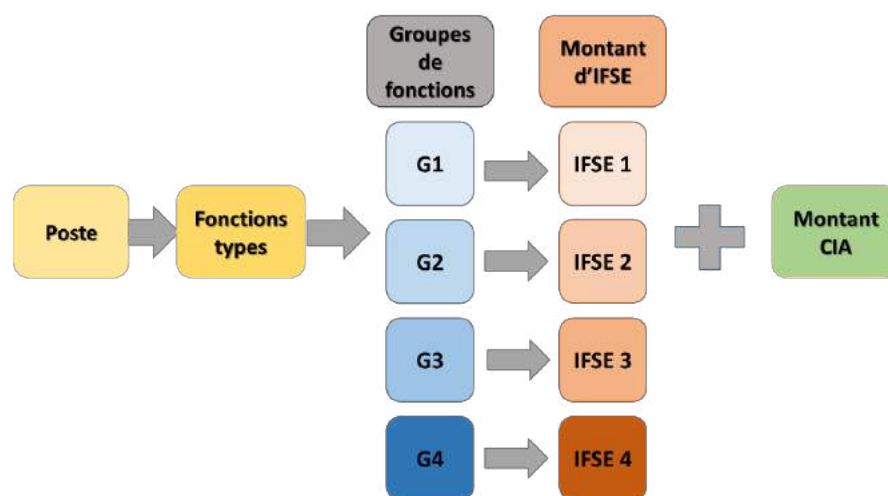 Groupes
de
fonctions
Montant
d'IFSE
G1
IFSE 1
Poste
Fonctions
types
G2
IFSE 2
Montant
CIA
G3
IFSE 3
G4
IFSE 4